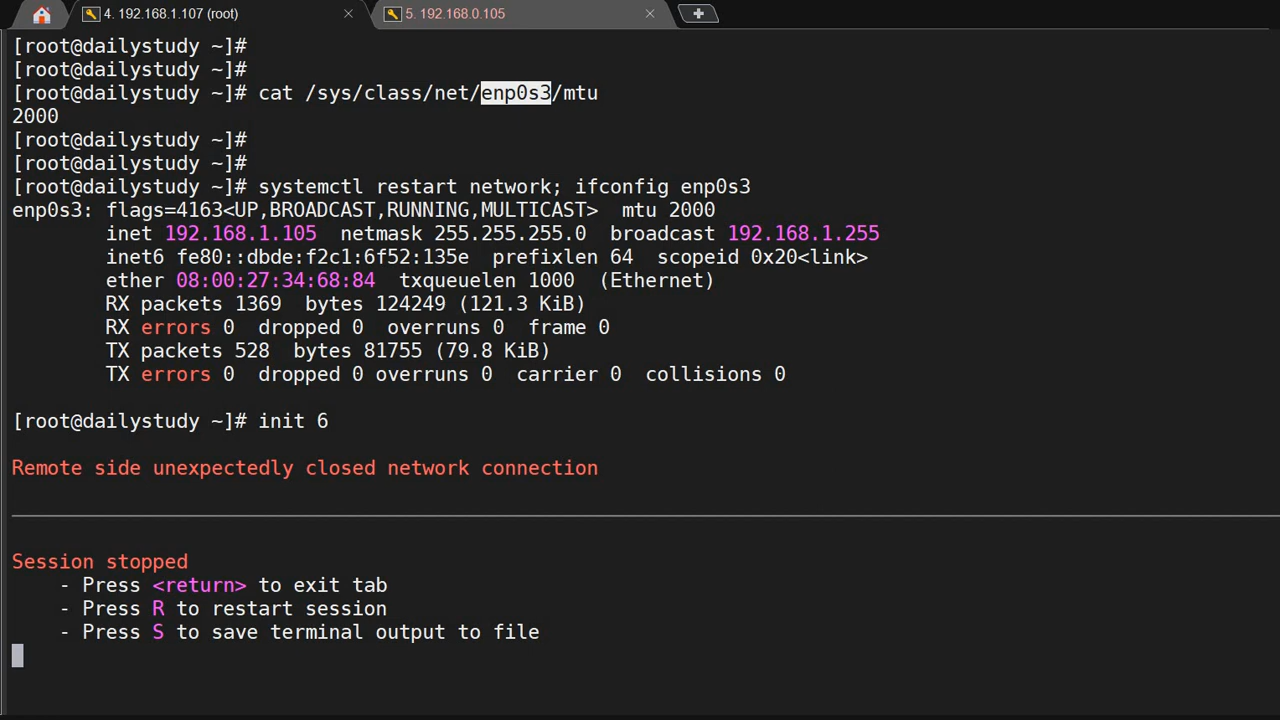 4. 192.168.1.107 (root)
5. 192.168.0.105
[root@dailystudy ~]#
[root@dailystudy ~]#
[root@dailystudy ~]# cat /sys/class/net/enp0s3/mtu
2000
[root@dailystudy ~]#
[root@dailystudy ~]#
[root@dailystudy ~]# systemctl restart network; ifconfig enp0s3
enp0s3: flags=4163<UP,BROADCAST,RUNNING,MULTICAST>  mtu 2000
        inet 192.168.1.105  netmask 255.255.255.0  broadcast 192.168.1.255
        inet6 fe80::dbde:f2c1:6f52:135e  prefixlen 64  scopeid 0x20<link>
        ether 08:00:27:34:68:84  txqueuelen 1000  (Ethernet)
        RX packets 1369  bytes 124249 (121.3 KiB)
        RX errors 0  dropped 0  overruns 0  frame 0
        TX packets 528  bytes 81755 (79.8 KiB)
        TX errors 0  dropped 0 overruns 0  carrier 0  collisions 0
[root@dailystudy ~]# init 6
Remote side unexpectedly closed network connection
Session stopped
    - Press <return> to exit tab
    - Press R to restart session
    - Press S to save terminal output to file